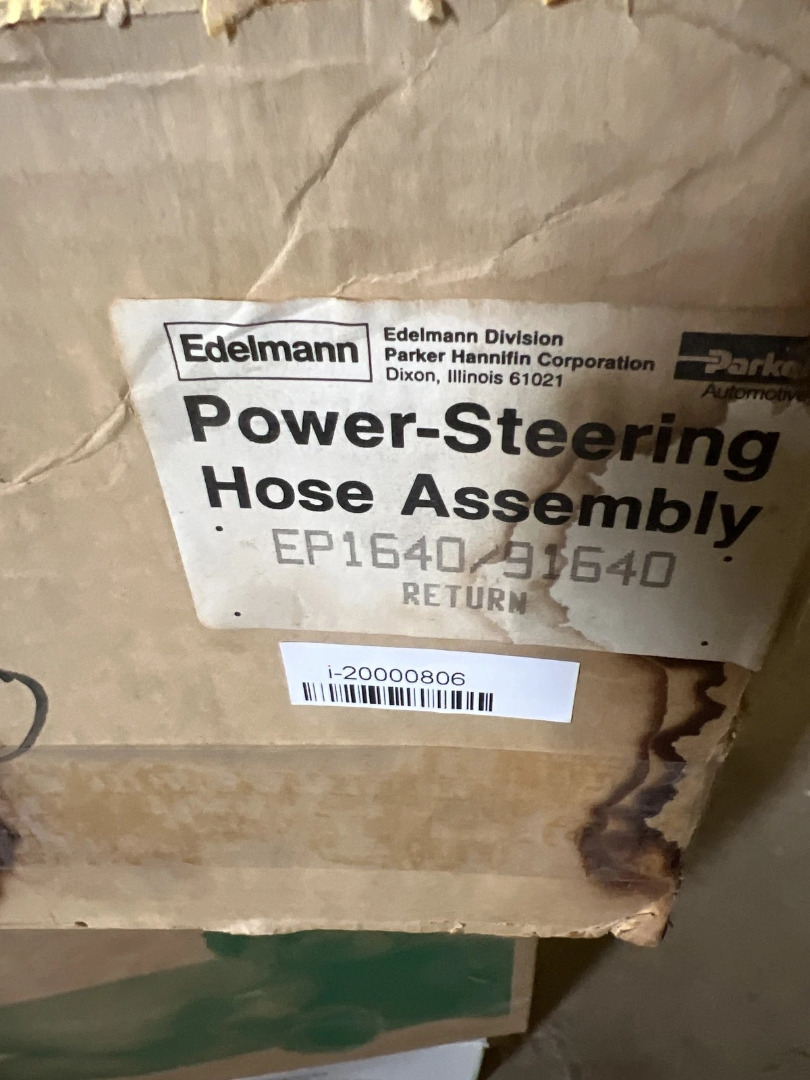 Edelmann
Edelmann Division
Parker Hannifin Corporation
Dixon, Illinois 61021
Parker
Automotive
Power-Steering
Hose Assembly
EP1640/91640
RETURN
i-20000806